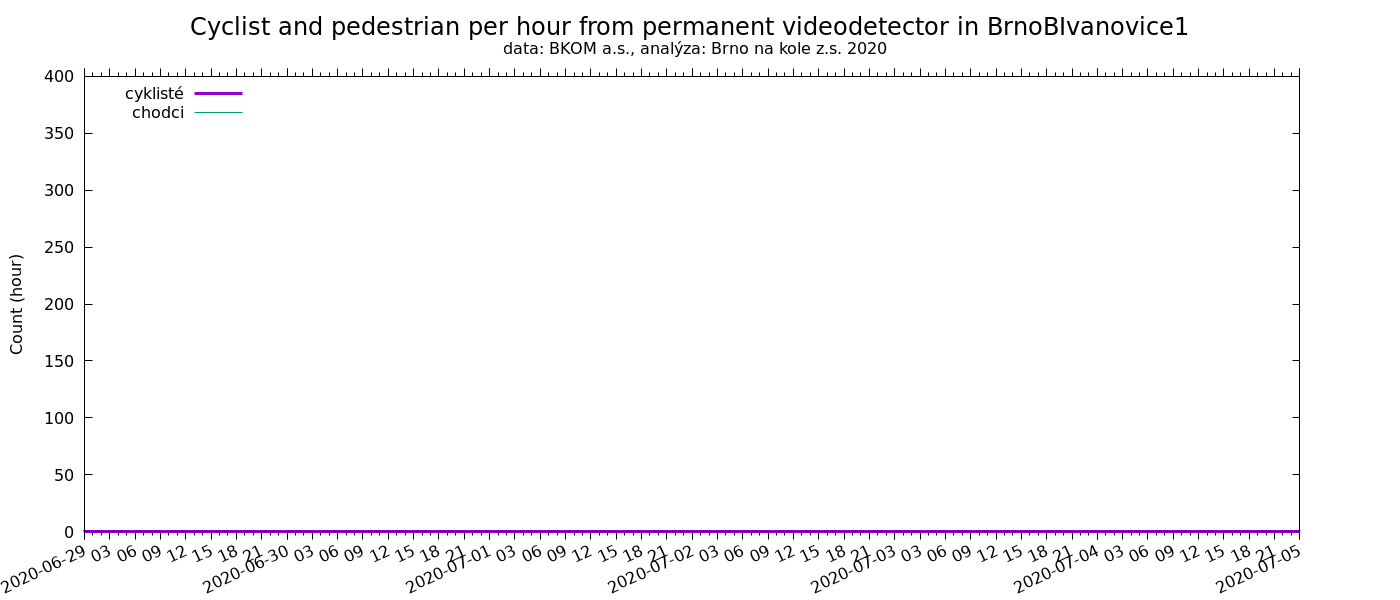 Cyclist and pedestrian per hour from permanent videodetector in BrnoBIvanovice1
data: BKOM a.s., analýza: Brno na kole z.s. 2020
cyklisté
chodci
400
350
300
250
200
150
100
50
0
Count (hour)
2020-06-29 03 06 09 12 15 18 21 2020-06-30 03 06 09 12 15 18 21 2020-07-01 03 06 09 12 15 18 21 2020-07-02 03 06 09 12 15 18 21 2020-07-03 03 06 09 12 15 18 21 2020-07-04 03 06 09 12 15 18 21 2020-07-05